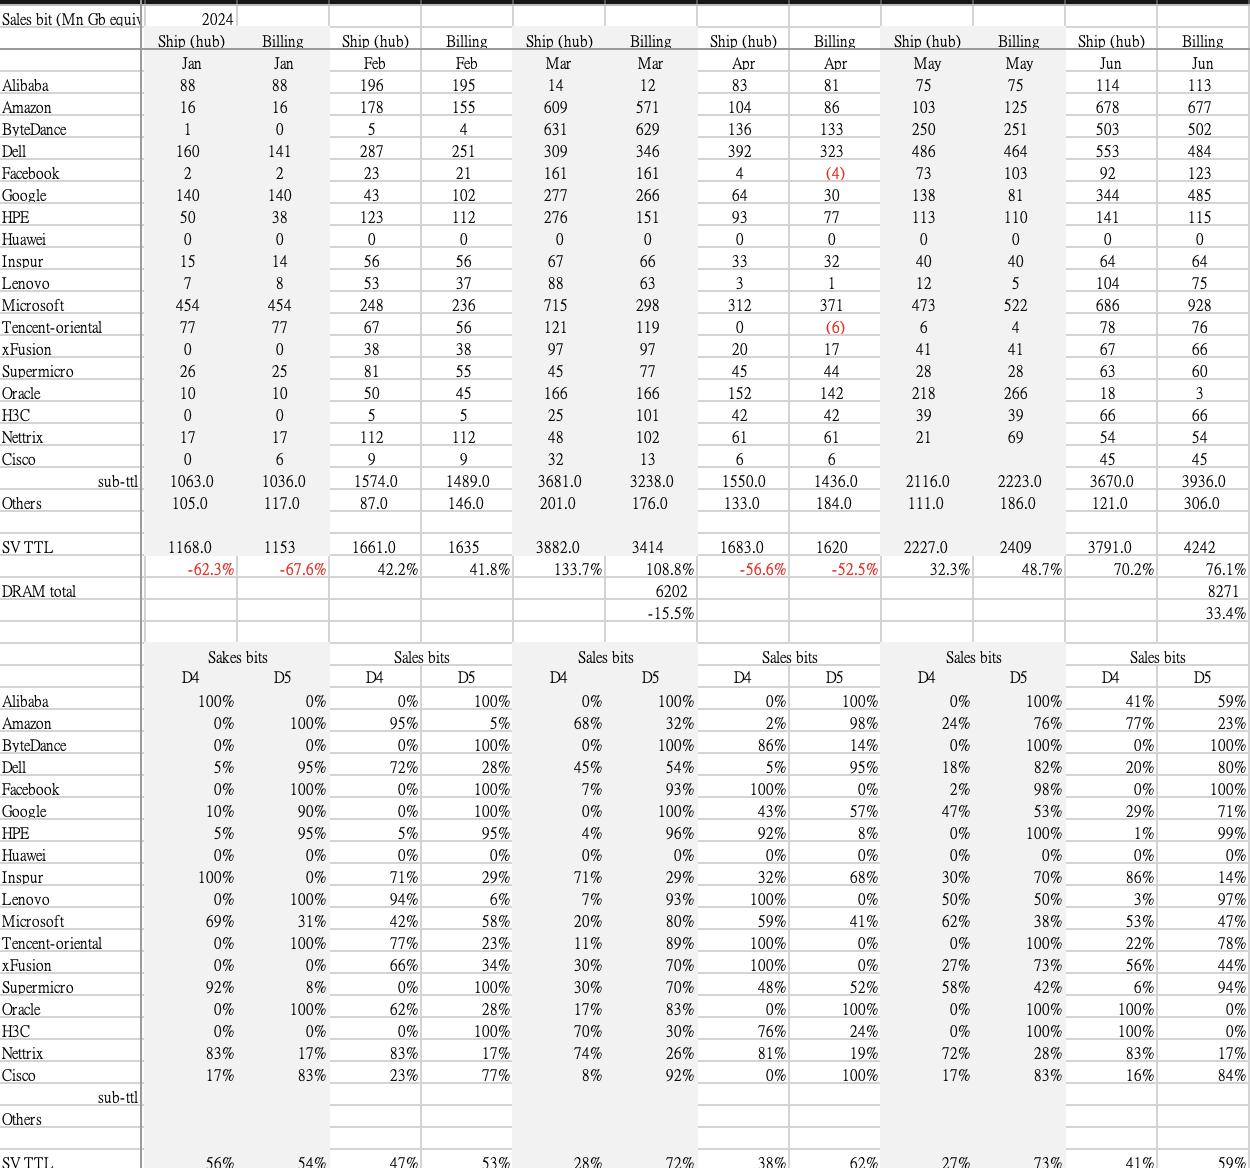 Sales bit (Mn Gb equiv 2024
Ship (hub) Billing Ship (hub) Billing Ship (hub) Billing Ship (hub) Billing Ship (hub) Billing Ship (hub) Billing
Jan Jan Feb Feb Mar Mar Apr Apr May May Jun Jun
Alibaba 88 88 196 195 14 12 83 81 75 75 114 113
Amazon 16 16 178 155 609 571 104 86 103 125 678 677
ByteDance 1 0 5 4 631 629 136 133 250 251 503 502
Dell 160 141 287 251 309 346 392 323 486 464 553 484
Facebook 2 2 23 21 161 161 4 (4) 73 103 92 123
Google 140 140 43 102 277 266 64 30 138 81 344 485
HPE 50 38 123 112 276 151 93 77 113 110 141 115
Huawei 0 0 0 0 0 0 0 0 0 0 0 0
Inspur 15 14 56 56 67 66 33 32 40 40 64 64
Lenovo 7 8 53 37 88 63 3 1 12 5 104 75
Microsoft 454 454 248 236 715 298 312 371 473 522 686 928
Tencent-oriental 77 77 67 56 121 119 0 (6) 6 4 78 76
xFusion 0 0 38 38 97 97 20 17 41 41 67 66
Supermicro 26 25 81 55 45 77 45 44 28 28 63 60
Oracle 10 10 50 45 166 166 152 142 218 266 18 3
H3C 0 0 5 5 25 101 42 42 39 39 66 66
Nettrix 17 17 112 112 48 102 61 61 21 69 54 54
Cisco 0 6 9 9 32 13 6 6 45 45
sub-ttl 1063.0 1036.0 1574.0 1489.0 3681.0 3238.0 1550.0 1436.0 2116.0 2223.0 3670.0 3936.0
Others 105.0 117.0 87.0 146.0 201.0 176.0 133.0 184.0 111.0 186.0 121.0 306.0
SV TTL 1168.0 1153 1661.0 1635 3882.0 3414 1683.0 1620 2227.0 2409 3791.0 4242
-62.3% -67.6% 42.2% 41.8% 133.7% 108.8% -56.6% -52.5% 32.3% 48.7% 70.2% 76.1%
DRAM total 6202 8271
-15.5% 33.4%
Sakes bits Sales bits Sales bits Sales bits Sales bits Sales bits
D4 D5 D4 D5 D4 D5 D4 D5 D4 D5 D4 D5
Alibaba 100% 0% 0% 100% 0% 100% 0% 100% 0% 100% 41% 59%
Amazon 0% 100% 95% 5% 68% 32% 2% 98% 24% 76% 77% 23%
ByteDance 0% 0% 0% 100% 0% 100% 86% 14% 0% 100% 0% 100%
Dell 5% 95% 72% 28% 45% 54% 5% 95% 18% 82% 20% 80%
Facebook 0% 100% 0% 100% 7% 93% 100% 0% 2% 98% 0% 100%
Google 10% 90% 0% 100% 0% 100% 43% 57% 47% 53% 29% 71%
HPE 5% 95% 5% 95% 4% 96% 92% 8% 0% 100% 1% 99%
Huawei 0% 0% 0% 0% 0% 0% 0% 0% 0% 0% 0% 0%
Inspur 100% 0% 71% 29% 71% 29% 32% 68% 30% 70% 86% 14%
Lenovo 0% 100% 94% 6% 7% 93% 100% 0% 50% 50% 3% 97%
Microsoft 69% 31% 42% 58% 20% 80% 59% 41% 62% 38% 53% 47%
Tencent-oriental 0% 100% 77% 23% 11% 89% 100% 0% 0% 100% 22% 78%
xFusion 0% 0% 66% 34% 30% 70% 100% 0% 27% 73% 56% 44%
Supermicro 92% 8% 0% 100% 30% 70% 48% 52% 58% 42% 6% 94%
Oracle 0% 100% 62% 28% 17% 83% 0% 100% 0% 100% 100% 0%
H3C 0% 0% 0% 100% 70% 30% 76% 24% 0% 100% 100% 0%
Nettrix 83% 17% 83% 17% 74% 26% 81% 19% 72% 28% 83% 17%
Cisco 17% 83% 23% 77% 8% 92% 0% 100% 17% 83% 16% 84%
sub-ttl
Others
SV TTL 56% 54% 47% 53% 28% 72% 38% 62% 27% 73% 41% 59%